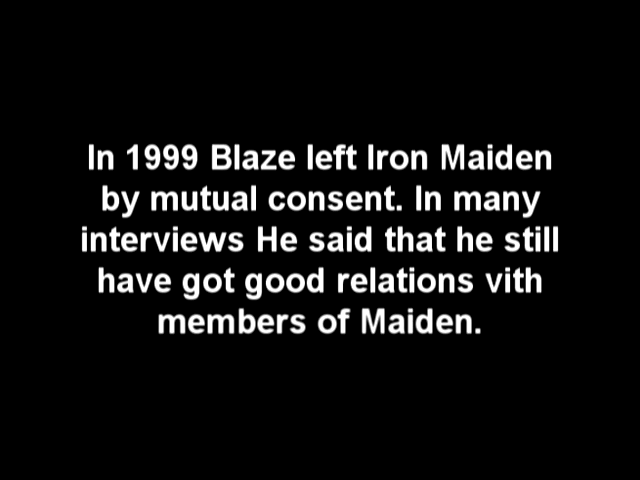 In 1999 Blaze left Iron Maiden
by mutual consent. In many
interviews He said that he still
have got good relations vith
members of Maiden.